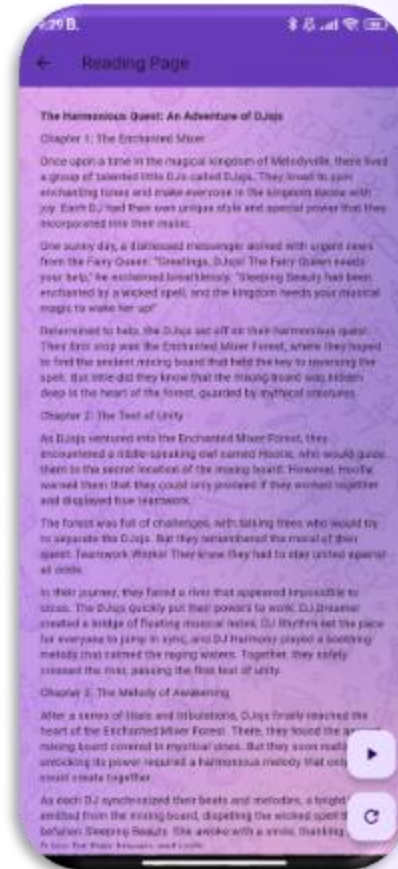 9:29 B.
Reading Page
The Harmonious Quest: An Adventure of DJojs
Chapter 1: The Enchanted Mixer
Once upon a time in the magical kingdom of Melodyville, there lived
a group of talented little DJs called DJojs. They loved to spin
enchanting tunes and make everyone in the kingdom dance with
joy. Each DJ had their own unique style and special power that they
incorporated into their music.
One sunny day, a distressed messenger arrived with urgent news
from the Fairy Queen. "Greetings, DJojs! The Fairy Queen needs
your help," he exclaimed breathlessly. "Sleeping Beauty had been
enchanted by a wicked spell, and the kingdom needs your musical
magic to wake her up!"
Determined to help, the DJojs set off on their harmonious quest.
Their first stop was the Enchanted Mixer Forest, where they hoped
to find the ancient mixing board that held the key to reversing the
spell. But little did they know that the mixing board was hidden
deep in the heart of the forest, guarded by mythical creatures.
Chapter 2: The Test of Unity
As DJojs ventured into the Enchanted Mixer Forest, they
encountered a riddle-speaking owl named Hootie, who would guide
them to the secret location of the mixing board. However, Hootie
warned them that they could only proceed if they worked together
and displayed true teamwork.
The forest was full of challenges, with talking trees who would try
to separate the DJojs. But they remembered the moral of their
quest: Teamwork Works! They knew they had to stay united against
all odds.
In their journey, they faced a river that appeared impossible to
cross. The DJojs quickly put their powers to work. DJ Dreamer
created a bridge of floating musical notes, DJ Rhythm set the pace
for everyone to jump in sync, and DJ Harmony played a soothing
melody that calmed the raging waters. Together, they safely
crossed the river, passing the first test of unity.
Chapter 3: The Melody of Awakening
After a series of trials and tribulations, DJojs finally reached the
heart of the Enchanted Mixer Forest. There, they found the
mixing board covered in mystical vines. But they soon
unlocking its power required a harmonious melody that
could create together.
As each DJ synchronized their beats and melodies, a bright
emitted from the mixing board, dispelling the wicked spell
befallen Sleeping Beauty. She awoke with a smile, thanking